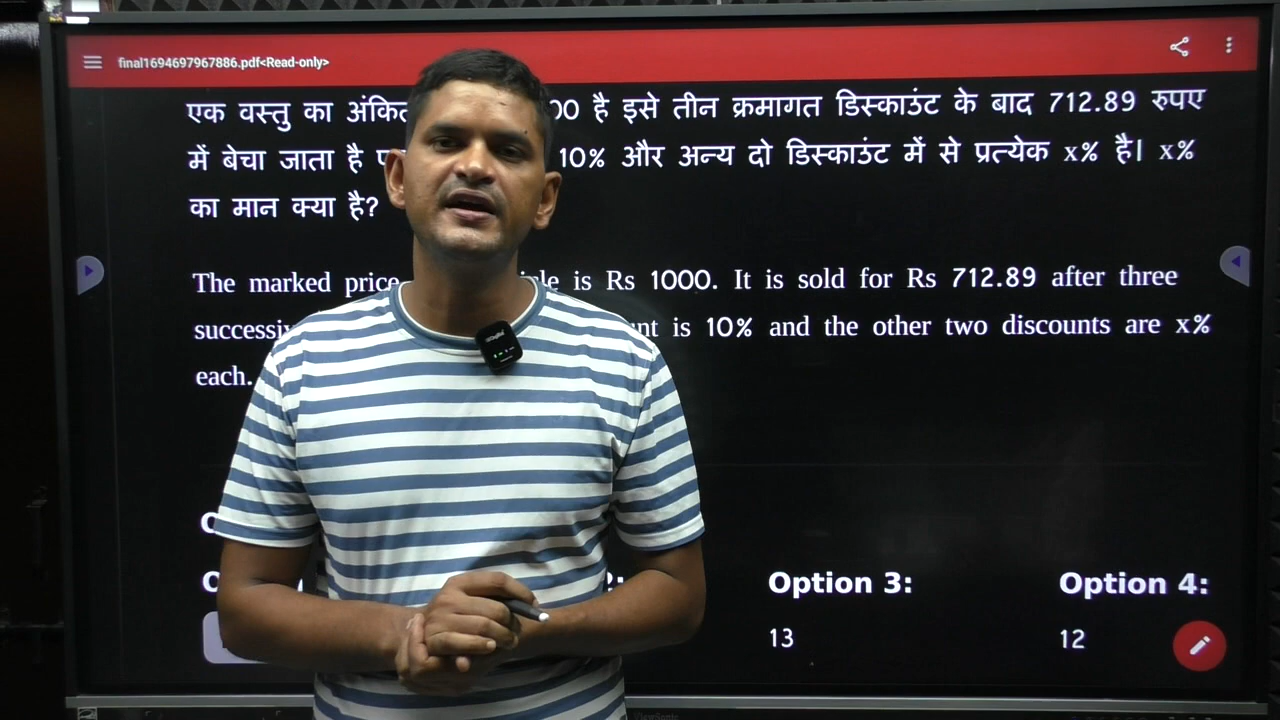 final1694697967886.pdf<Read-only>
एक वस्तु का अंकित 00 है इसे तीन क्रमागत डिस्काउंट के बाद 712.89 रुपए
में बेचा जाता है 10% और अन्य दो डिस्काउंट में से प्रत्येक x% है। x%
का मान क्या है?
The marked price is Rs 1000. It is sold for Rs 712.89 after three
is 10% and the other two discounts are x%
each.
Option 3: Option 4:
13 12
ViewSonic